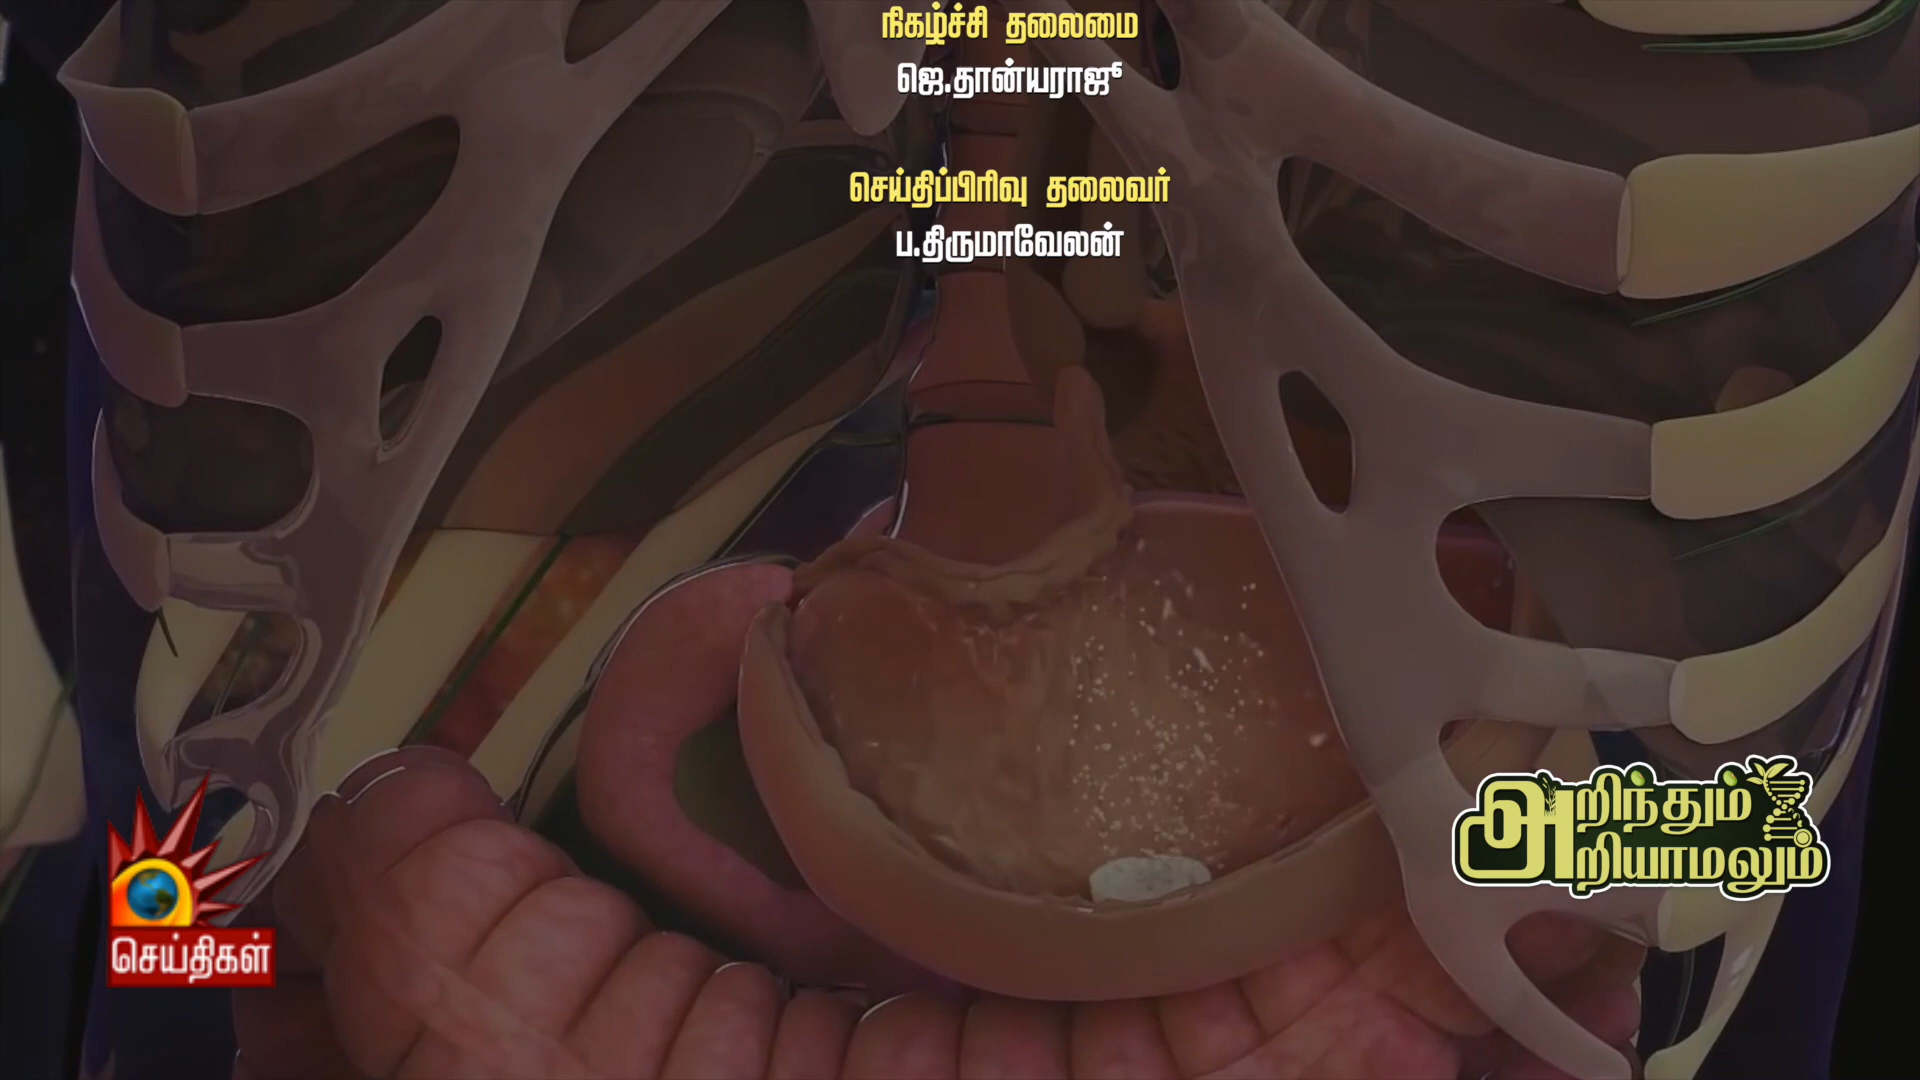 நிகழ்ச்சி தலைமை
ஜெ.தான்யராஜூ
செய்திப்பிரிவு தலைவர்
ப.திருமாவேலன்
அறிந்தும்
அறியாமலும்
செய்திகள்